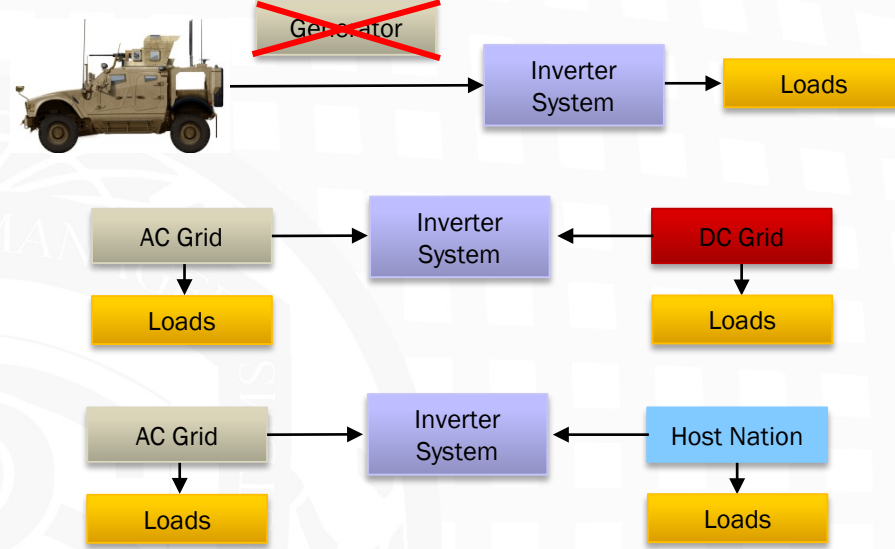 Generator
Inverter
System
Loads
AC Grid
Inverter
System
DC Grid
Loads
Loads
AC Grid
Inverter
System
Host Nation
Loads
Loads